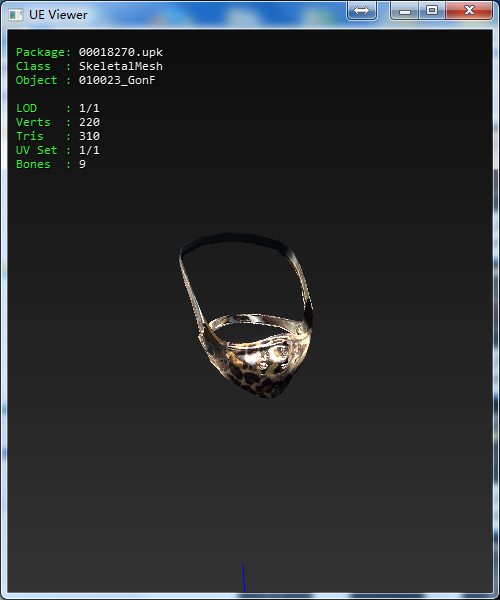 UE Viewer
Package: 00018270.upk
Class : SkeletalMesh
Object : 010023_GonF
LOD : 1/1
Verts : 220
Tris : 310
UV Set : 1/1
Bones : 9